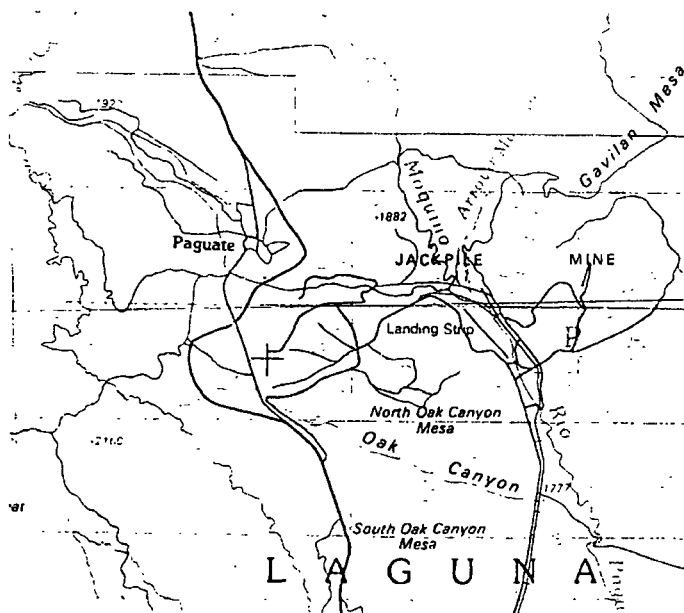 Gavilan Mesa
Moquino
+1882
Paguate
JACKPILE MINE
Landing Strip
P
North Oak Canyon
Mesa
Rio
Oak Canyon
1777
South Oak Canyon
Mesa
LAGUNA